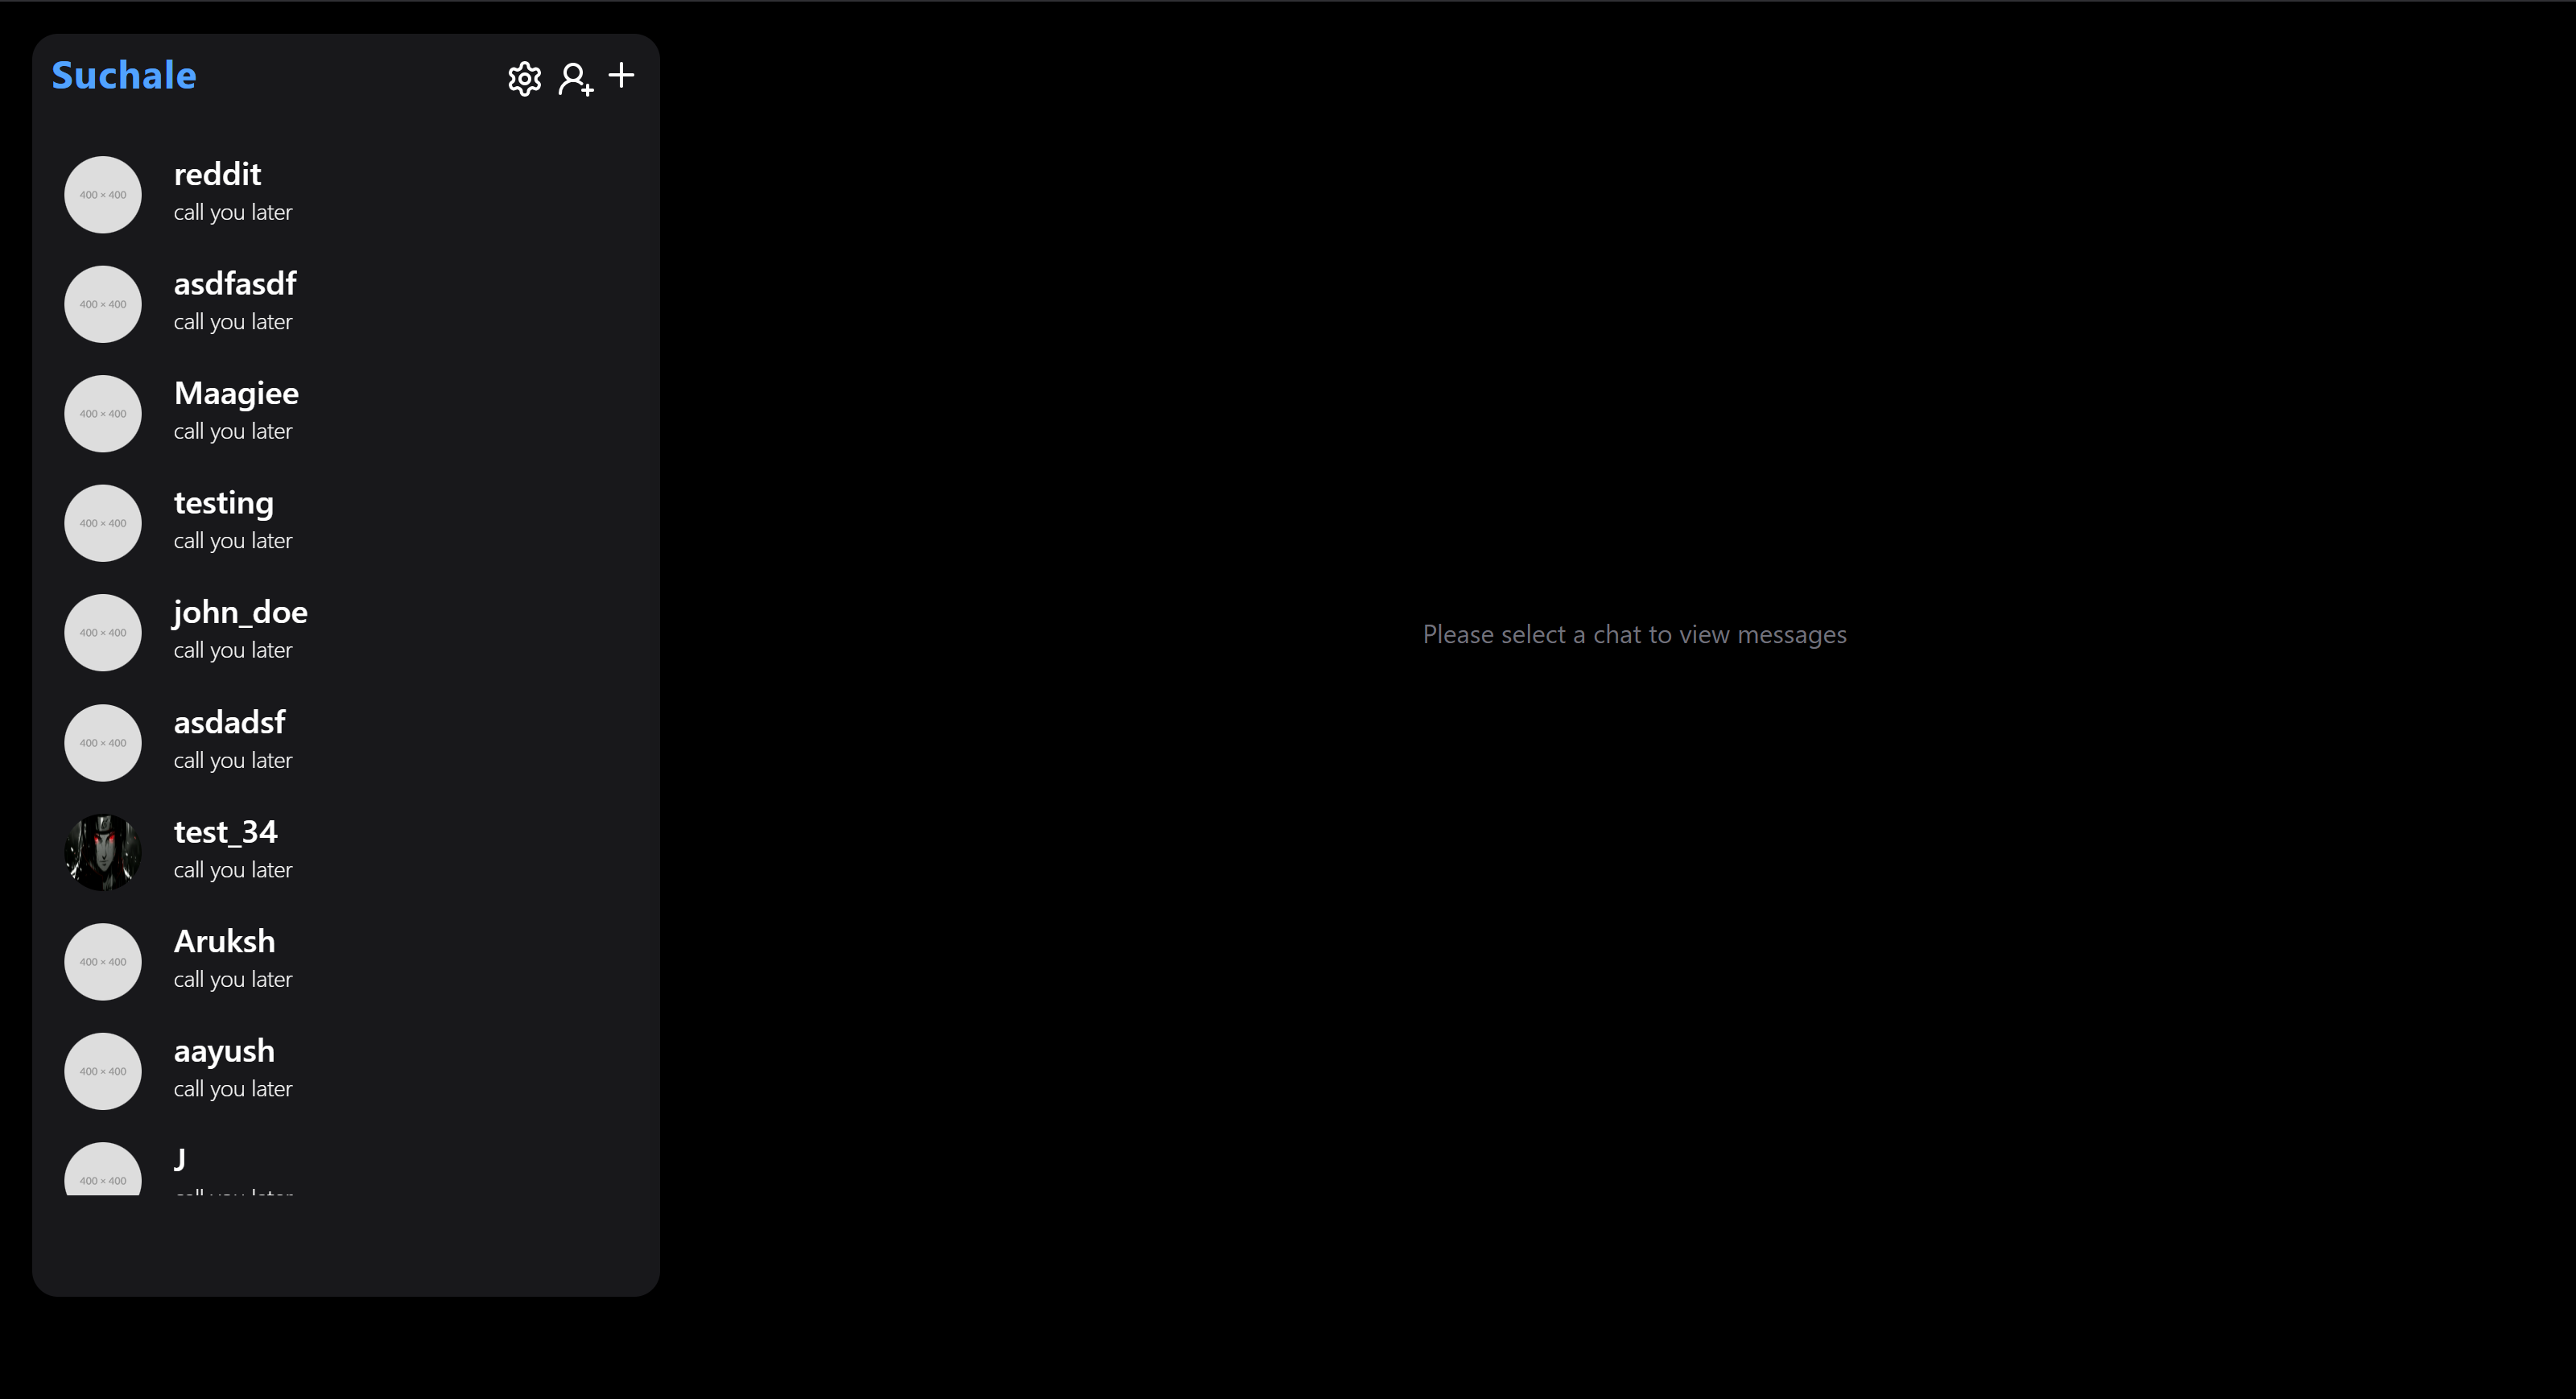 Suchale
400 × 400
reddit
call you later
400 × 400
asdfasdf
call you later
400 × 400
Maagiee
call you later
400 × 400
testing
call you later
400 × 400
john_doe
call you later
400 × 400
asdadsf
call you later
test_34
call you later
400 × 400
Aruksh
call you later
400 × 400
aayush
call you later
400 × 400
J
call you later
Please select a chat to view messages